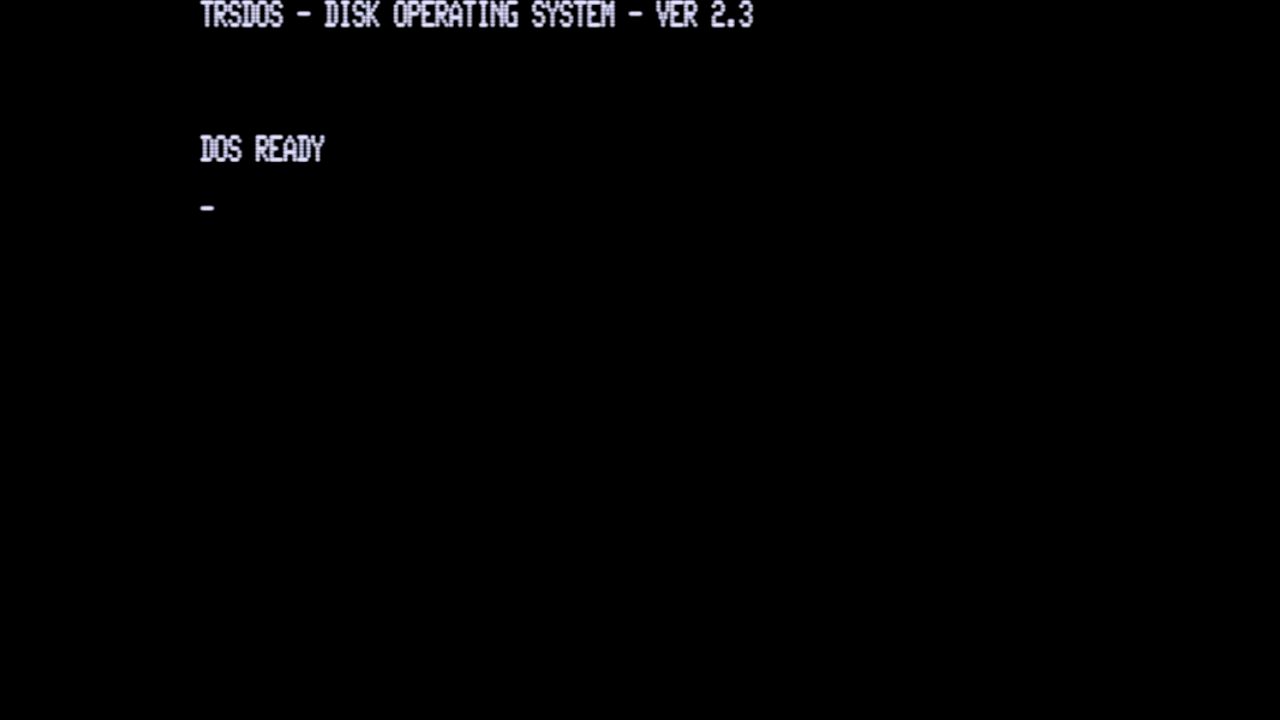 TRSDOS - DISK OPERATING SYSTEM - VER 2.3
DOS READY
_